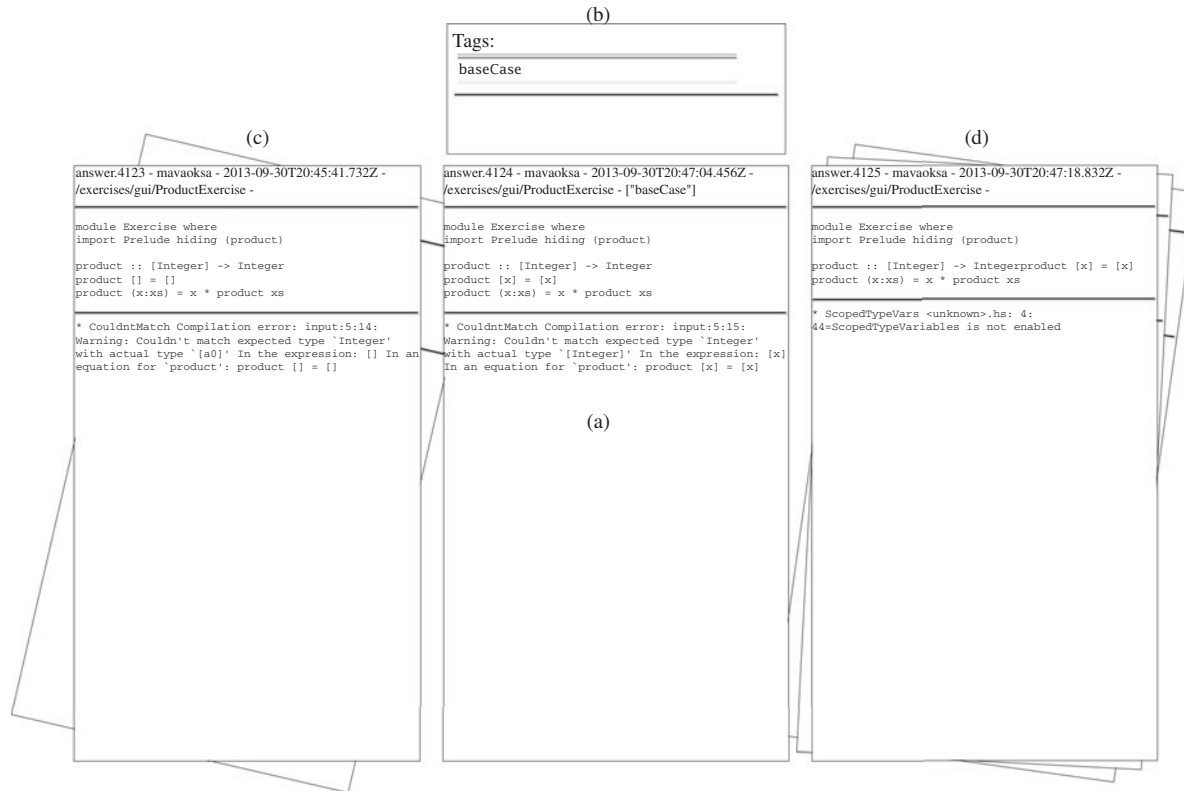 (b)
Tags:
baseCase
(c)
answer.4123 - mavaoksa - 2013-09-30T20:45:41.732Z -
/exercises/gui/ProductExercise -
module Exercise where
import Prelude hiding (product)
product :: [Integer] -> Integer
product [] = []
product (x:xs) = x * product xs
* CouldntMatch Compilation error: input:5:14:
Warning: Couldn't match expected type `Integer'
with actual type `[a0]' In the expression: [] In an
equation for `product': product [] = []
answer.4124 - mavaoksa - 2013-09-30T20:47:04.456Z -
/exercises/gui/ProductExercise - ["baseCase"]
module Exercise where
import Prelude hiding (product)
product :: [Integer] -> Integer
product [x] = [x]
product (x:xs) = x * product xs
* CouldntMatch Compilation error: input:5:15:
Warning: Couldn't match expected type `Integer'
with actual type `[Integer]' In the expression: [x]
In an equation for `product': product [x] = [x]
(a)
(d)
answer.4125 - mavaoksa - 2013-09-30T20:47:18.832Z -
/exercises/gui/ProductExercise -
module Exercise where
import Prelude hiding (product)
product :: [Integer] -> Integerproduct [x] = [x]
product (x:xs) = x * product xs
* ScopedTypeVars <unknown>.hs: 4:
44=ScopedTypeVariables is not enabled